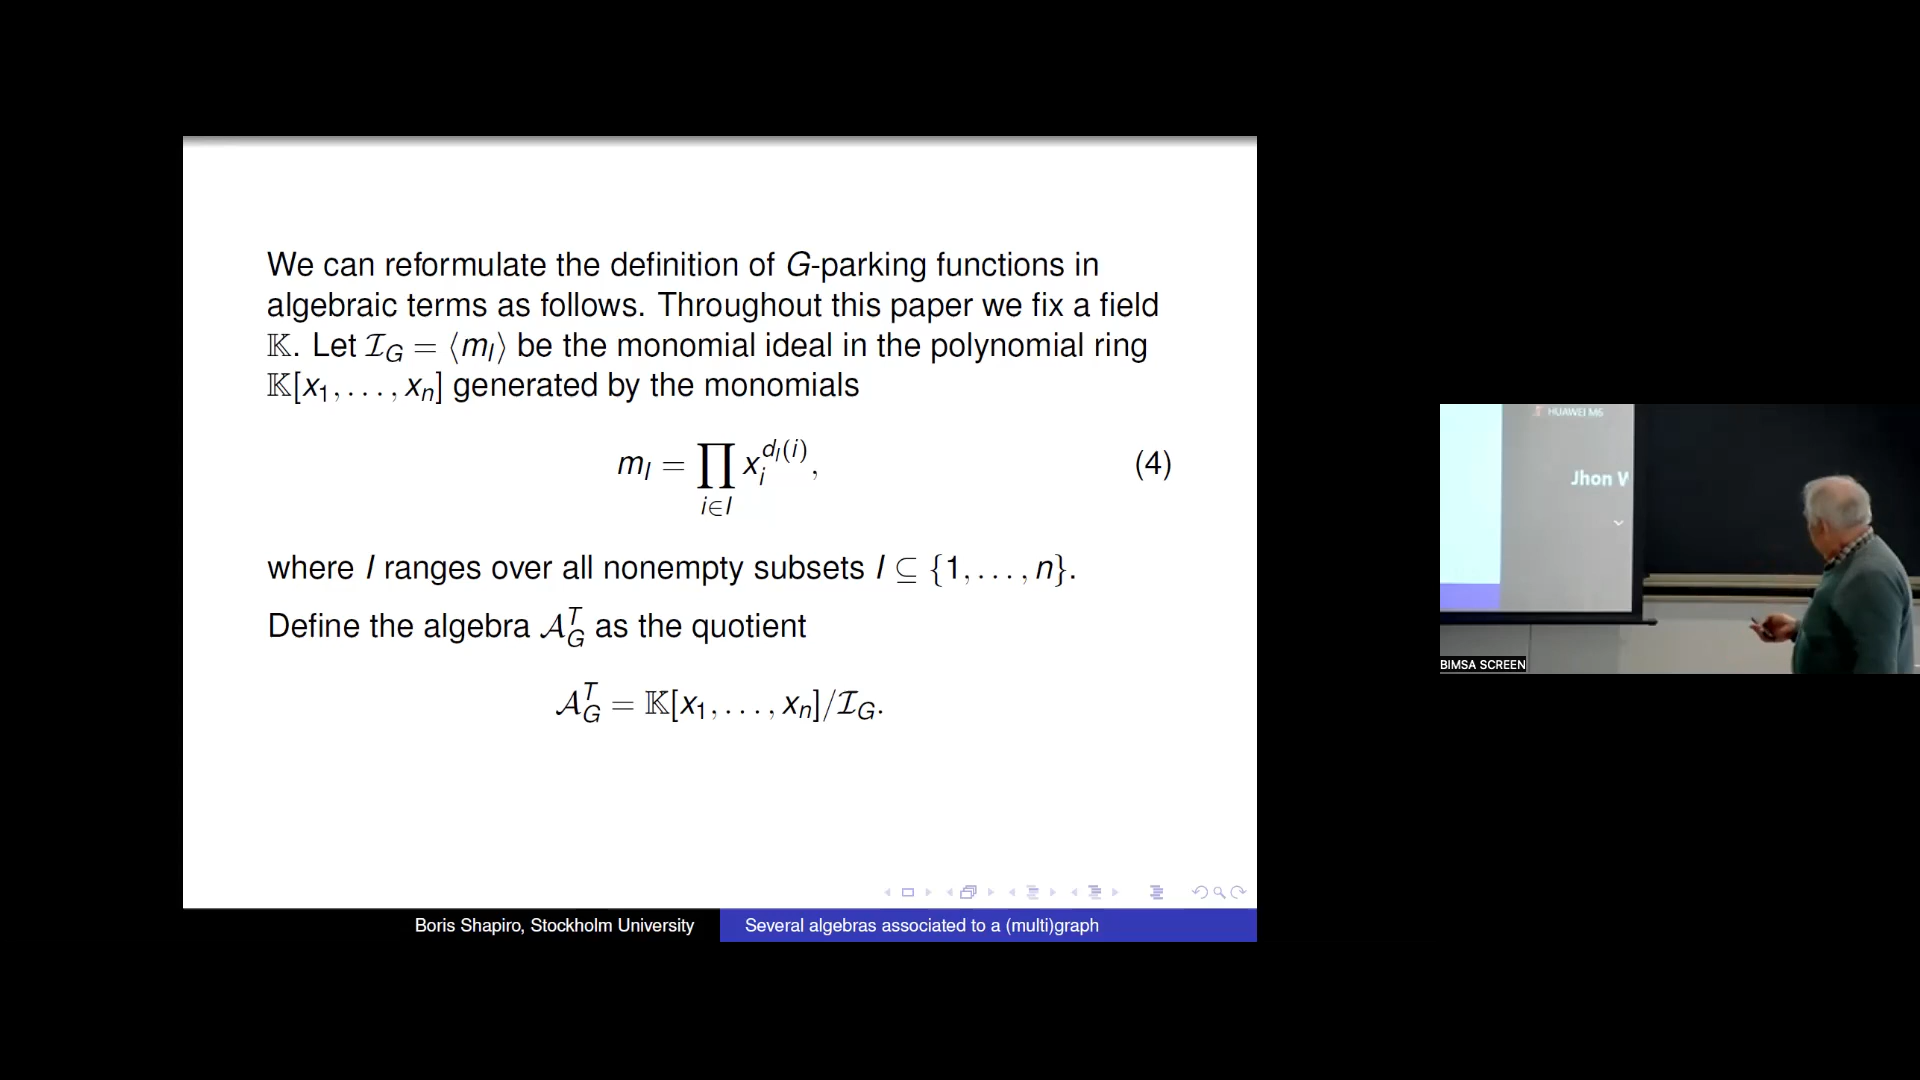 We can reformulate the definition of G-parking functions in
algebraic terms as follows. Throughout this paper we fix a field
𝕂. Let ℐ_G = ⟨m_I⟩ be the monomial ideal in the polynomial ring
𝕂[x_1, . . . , x_n] generated by the monomials
m_I = ∏_{i∈I} x_i^{d_I(i)}, (4)
where I ranges over all nonempty subsets I ⊆ {1, . . . , n}.
Define the algebra 𝒜_G^T as the quotient
𝒜_G^T = 𝕂[x_1, . . . , x_n]/ℐ_G.
Boris Shapiro, Stockholm University
Several algebras associated to a (multi)graph
HUAWEI M6
Jhon
BIMSA SCREEN